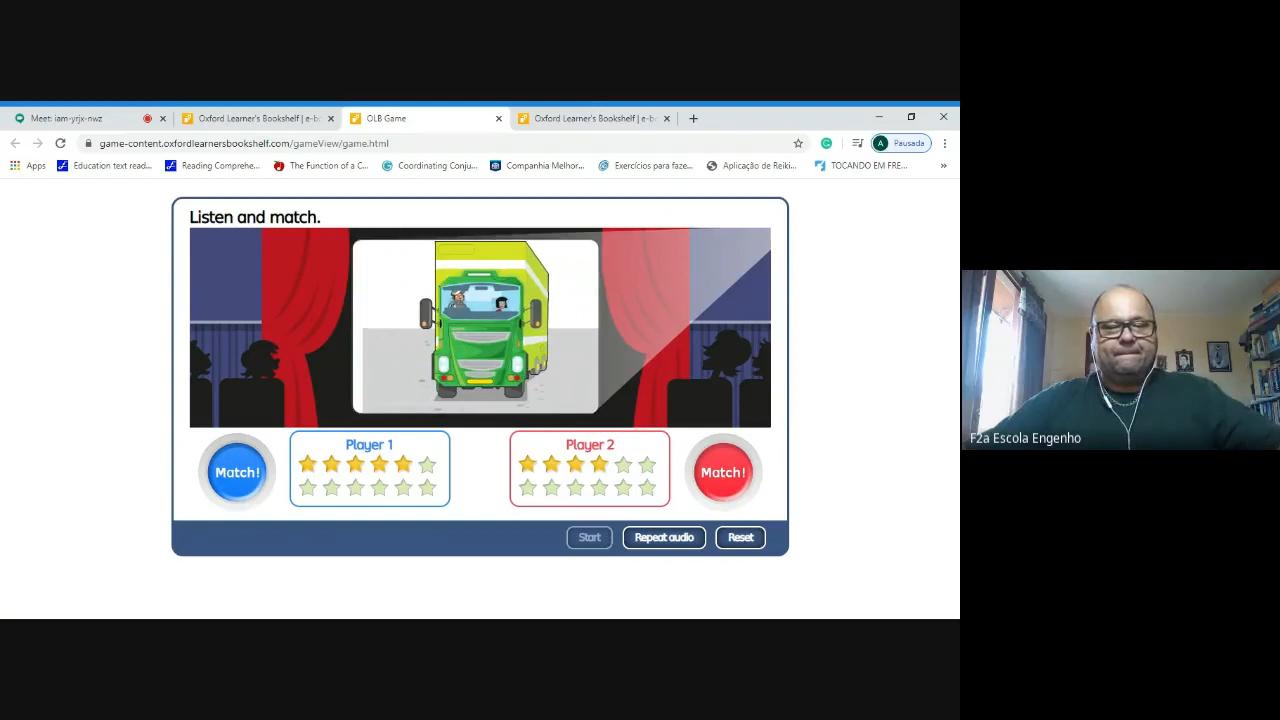 Meet: iam-yrjx-nwz
Oxford Learner's Bookshelf | e-bo
OLB Game
Oxford Learner's Bookshelf | e-bo
game-content.oxfordlearnersbookshelf.com/gameView/game.html
A Pausada
Apps
Education text read...
Reading Comprehe...
The Function of a C...
Coordinating Conju...
Companhia Melhor...
Exercícios para faze...
Aplicação de Reiki...
TOCANDO EM FRE...
Listen and match.
Match!
Player 1
Player 2
Match!
Start
Repeat audio
Reset
F2a Escola Engenho